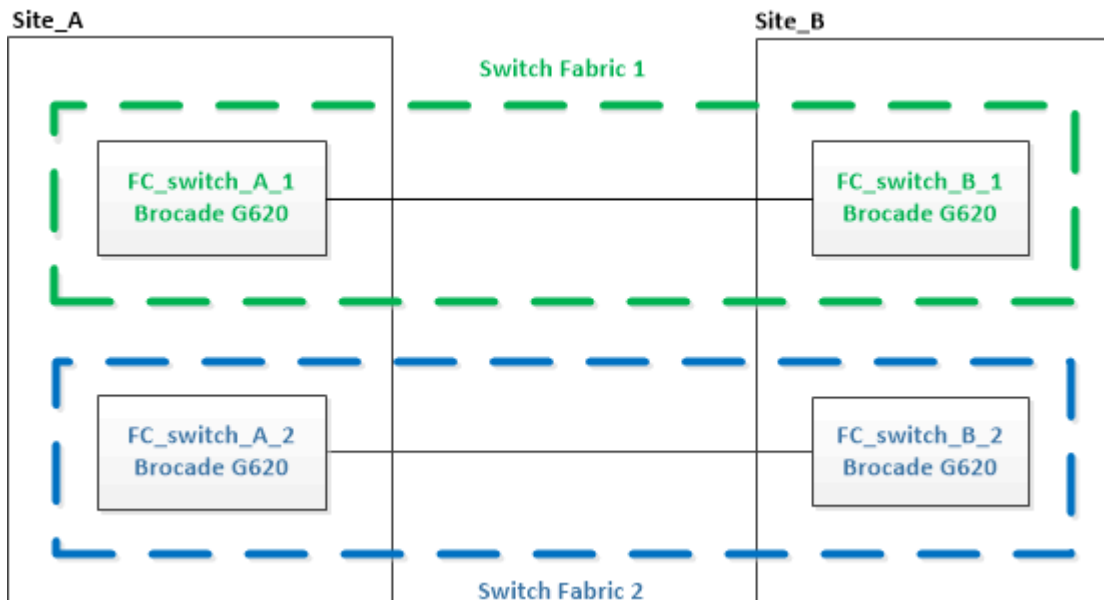 Site_A
Site_B
Switch Fabric 1
FC_switch_A_1
Brocade G620
FC_switch_B_1
Brocade G620
FC_switch_A_2
Brocade G620
FC_switch_B_2
Brocade G620
Switch Fabric 2